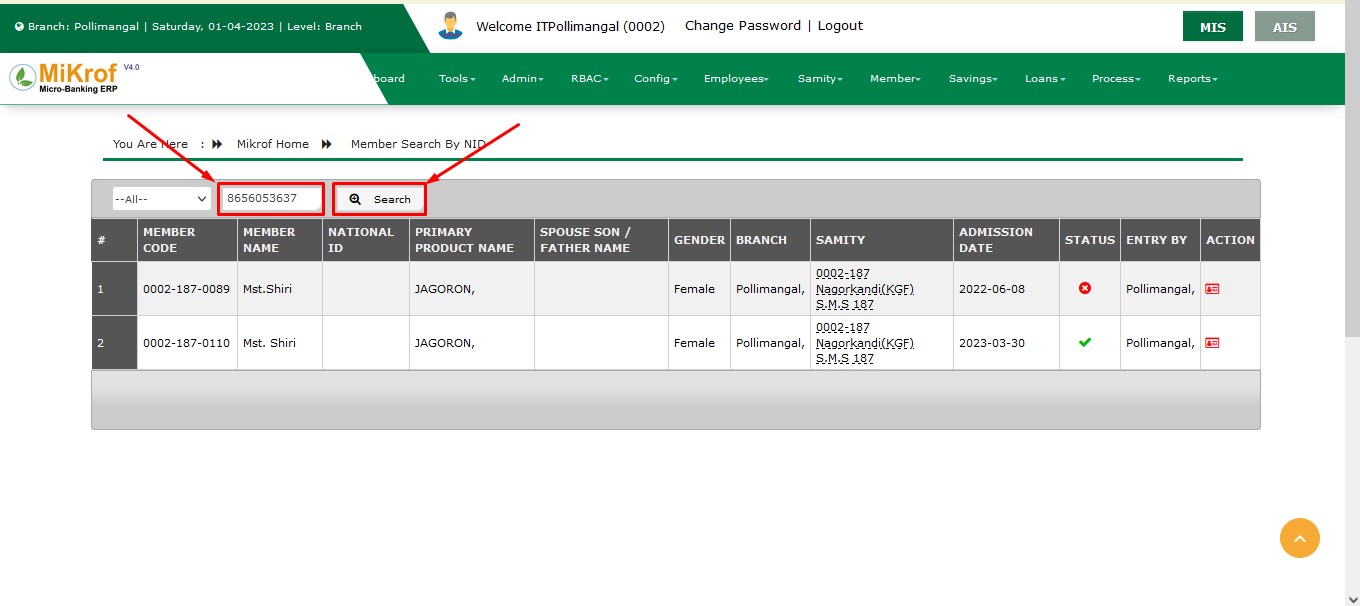 Branch: Pollimangal | Saturday, 01-04-2023 | Level: Branch
Welcome ITPollimangal (0002)
Change Password | Logout
MIS
AIS
MiKrof V4.0
Micro-Banking ERP
board
Tools
Admin
RBAC
Config
Employees
Samity
Member
Savings
Loans
Process
Reports
You Are Here : Mikrof Home Member Search By NID
--All--
8656053637
Search
# MEMBER CODE MEMBER NAME NATIONAL ID PRIMARY PRODUCT NAME SPOUSE SON / FATHER NAME GENDER BRANCH SAMITY ADMISSION DATE STATUS ENTRY BY ACTION
1 0002-187-0089 Mst.Shiri JAGORON, Female Pollimangal, 0002-187 Nagorkandi(KGF) S.M.S 187 2022-06-08 Pollimangal,
2 0002-187-0110 Mst. Shiri JAGORON, Female Pollimangal, 0002-187 Nagorkandi(KGF) S.M.S 187 2023-03-30 Pollimangal,